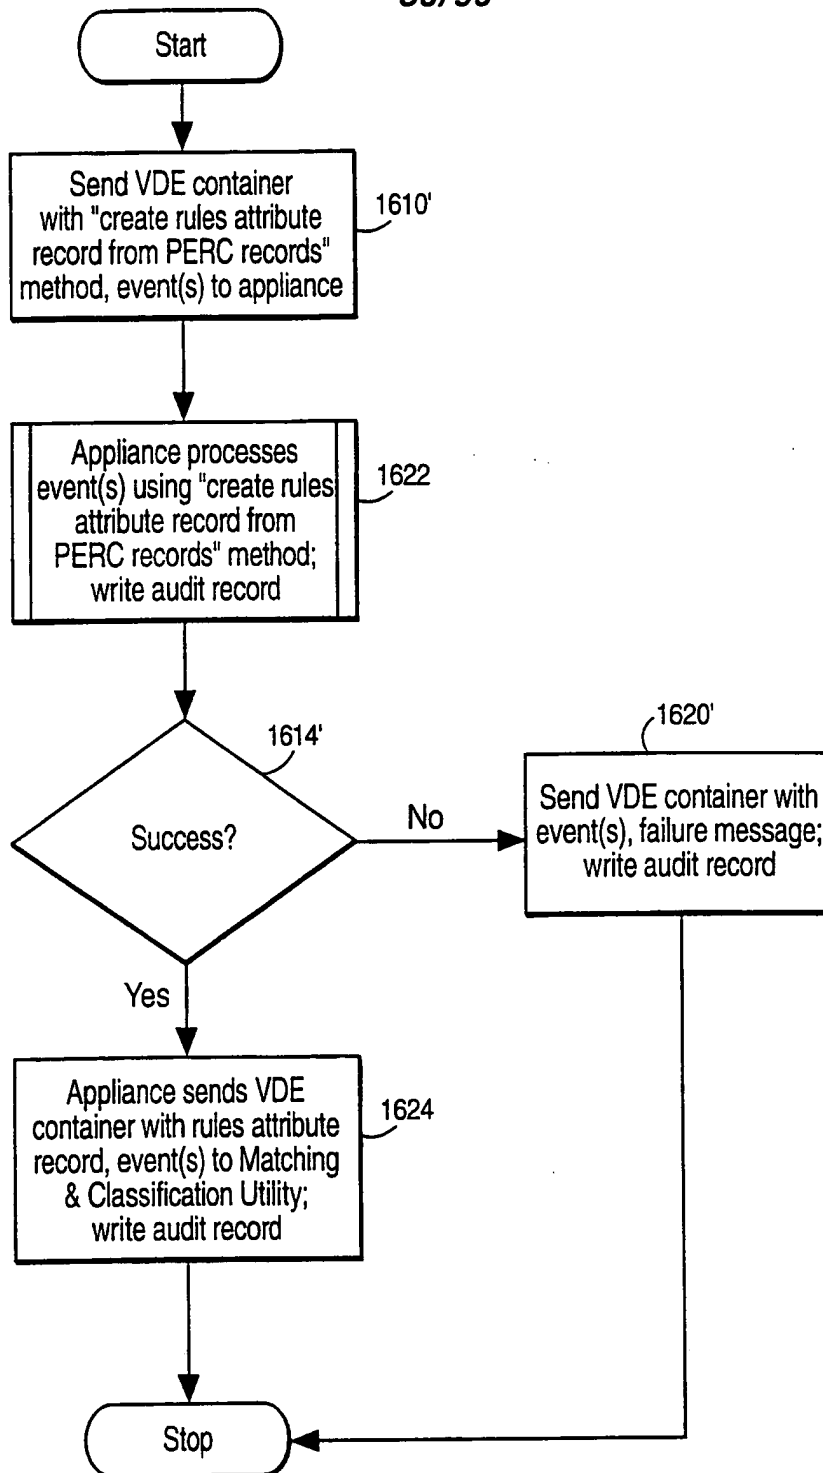 Start
Send VDE container
with "create rules attribute
record from PERC records"
method, event(s) to appliance
1610'
Appliance processes
event(s) using "create rules
attribute record from
PERC records" method;
write audit record
1622
Success?
1614'
No
1620'
Send VDE container with
event(s), failure message;
write audit record
Yes
Appliance sends VDE
container with rules attribute
record, event(s) to Matching
& Classification Utility;
write audit record
1624
Stop